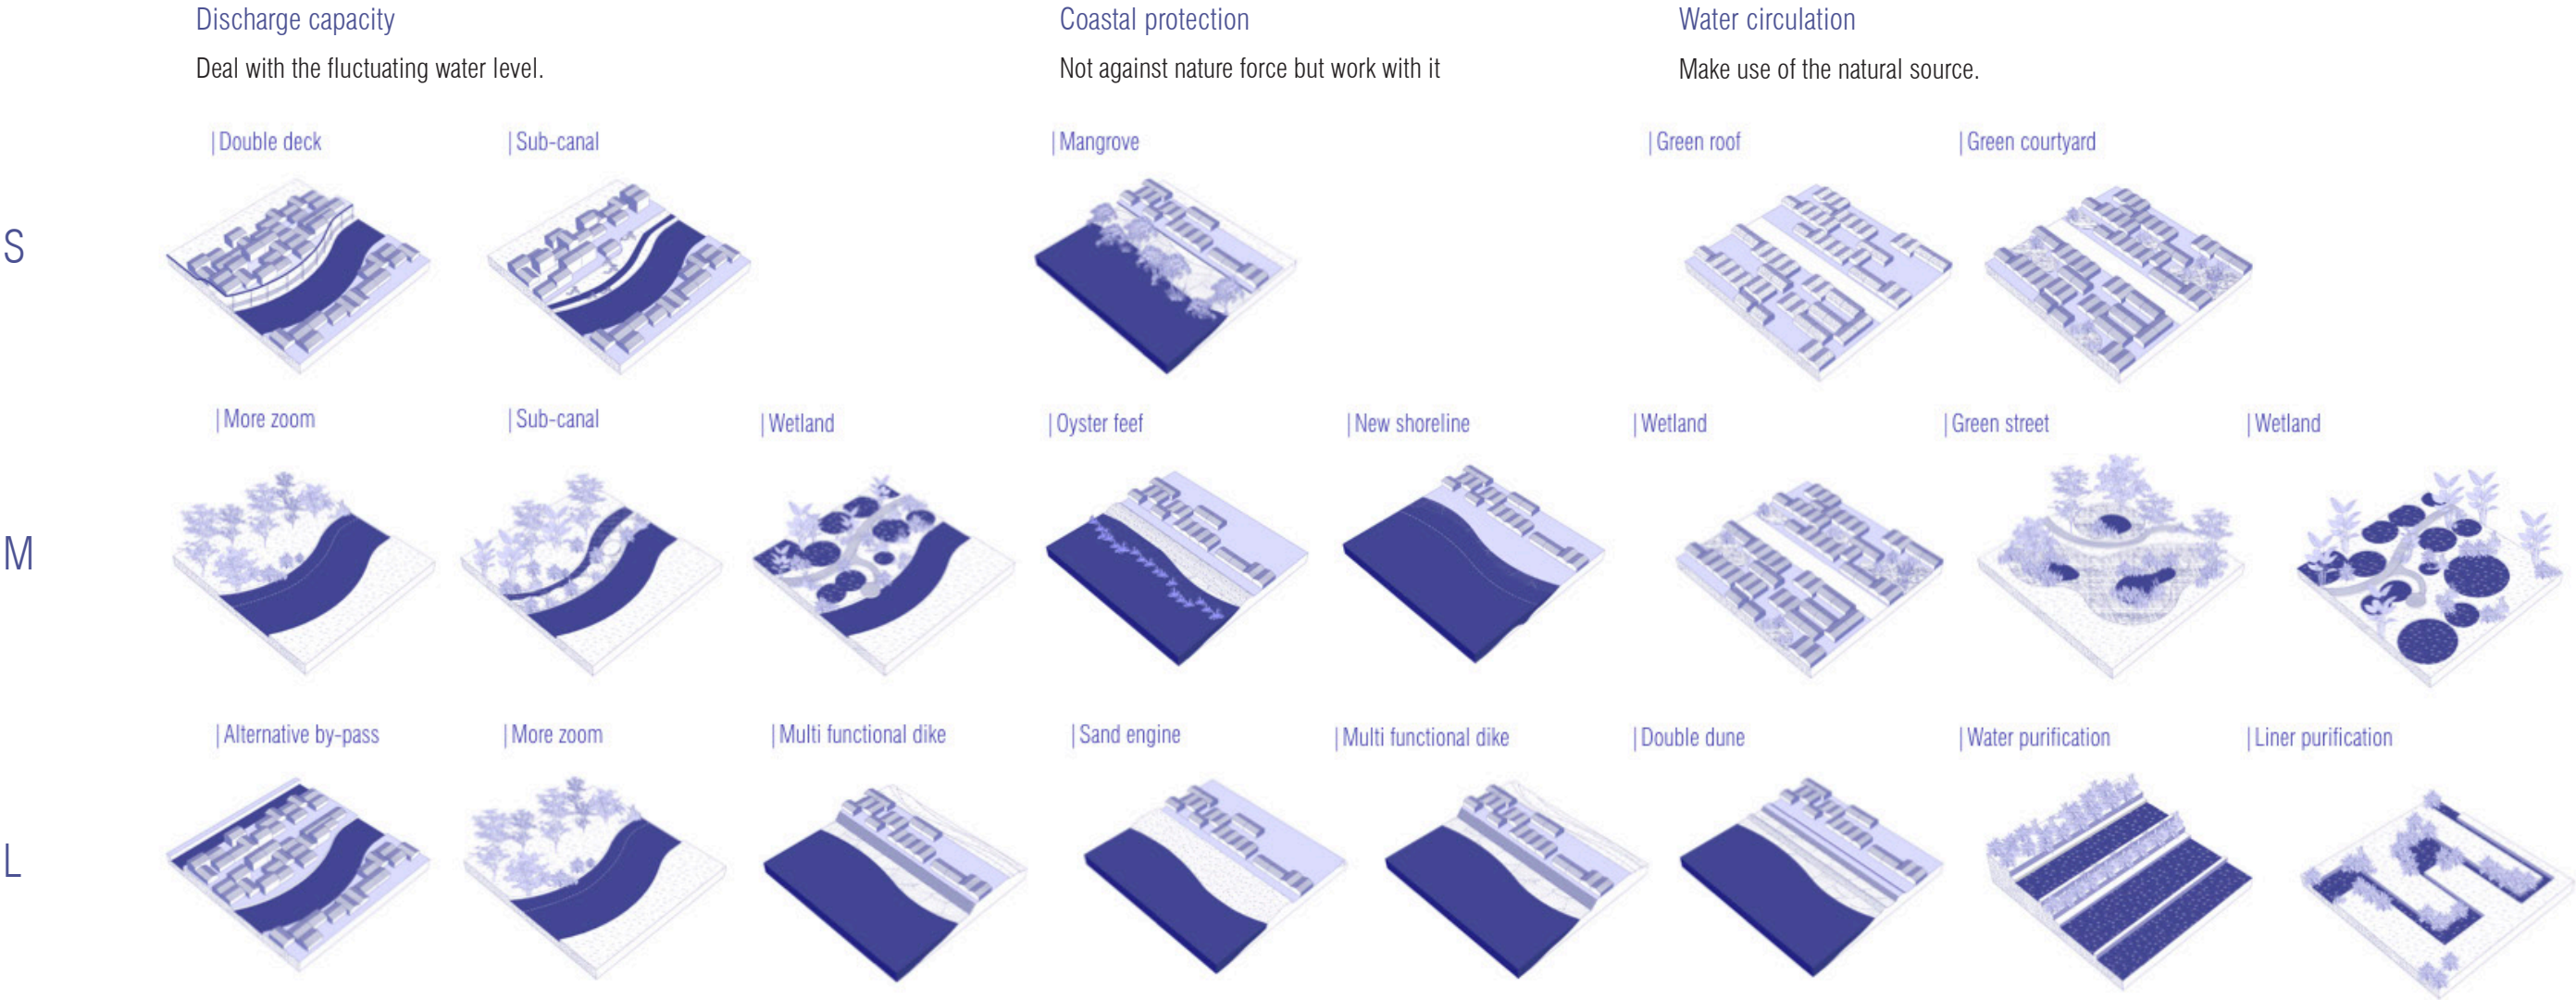 Discharge capacity
Deal with the fluctuating water level.
Coastal protection
Not against nature force but work with it
Water circulation
Make use of the natural source.
S
|Double deck
|Sub-canal
|Mangrove
|Green roof
|Green courtyard
M
|More zoom
|Sub-canal
|Wetland
|Oyster feef
|New shoreline
|Wetland
|Green street
|Wetland
L
|Alternative by-pass
|More zoom
|Multi functional dike
|Sand engine
|Multi functional dike
|Double dune
|Water purification
|Liner purification